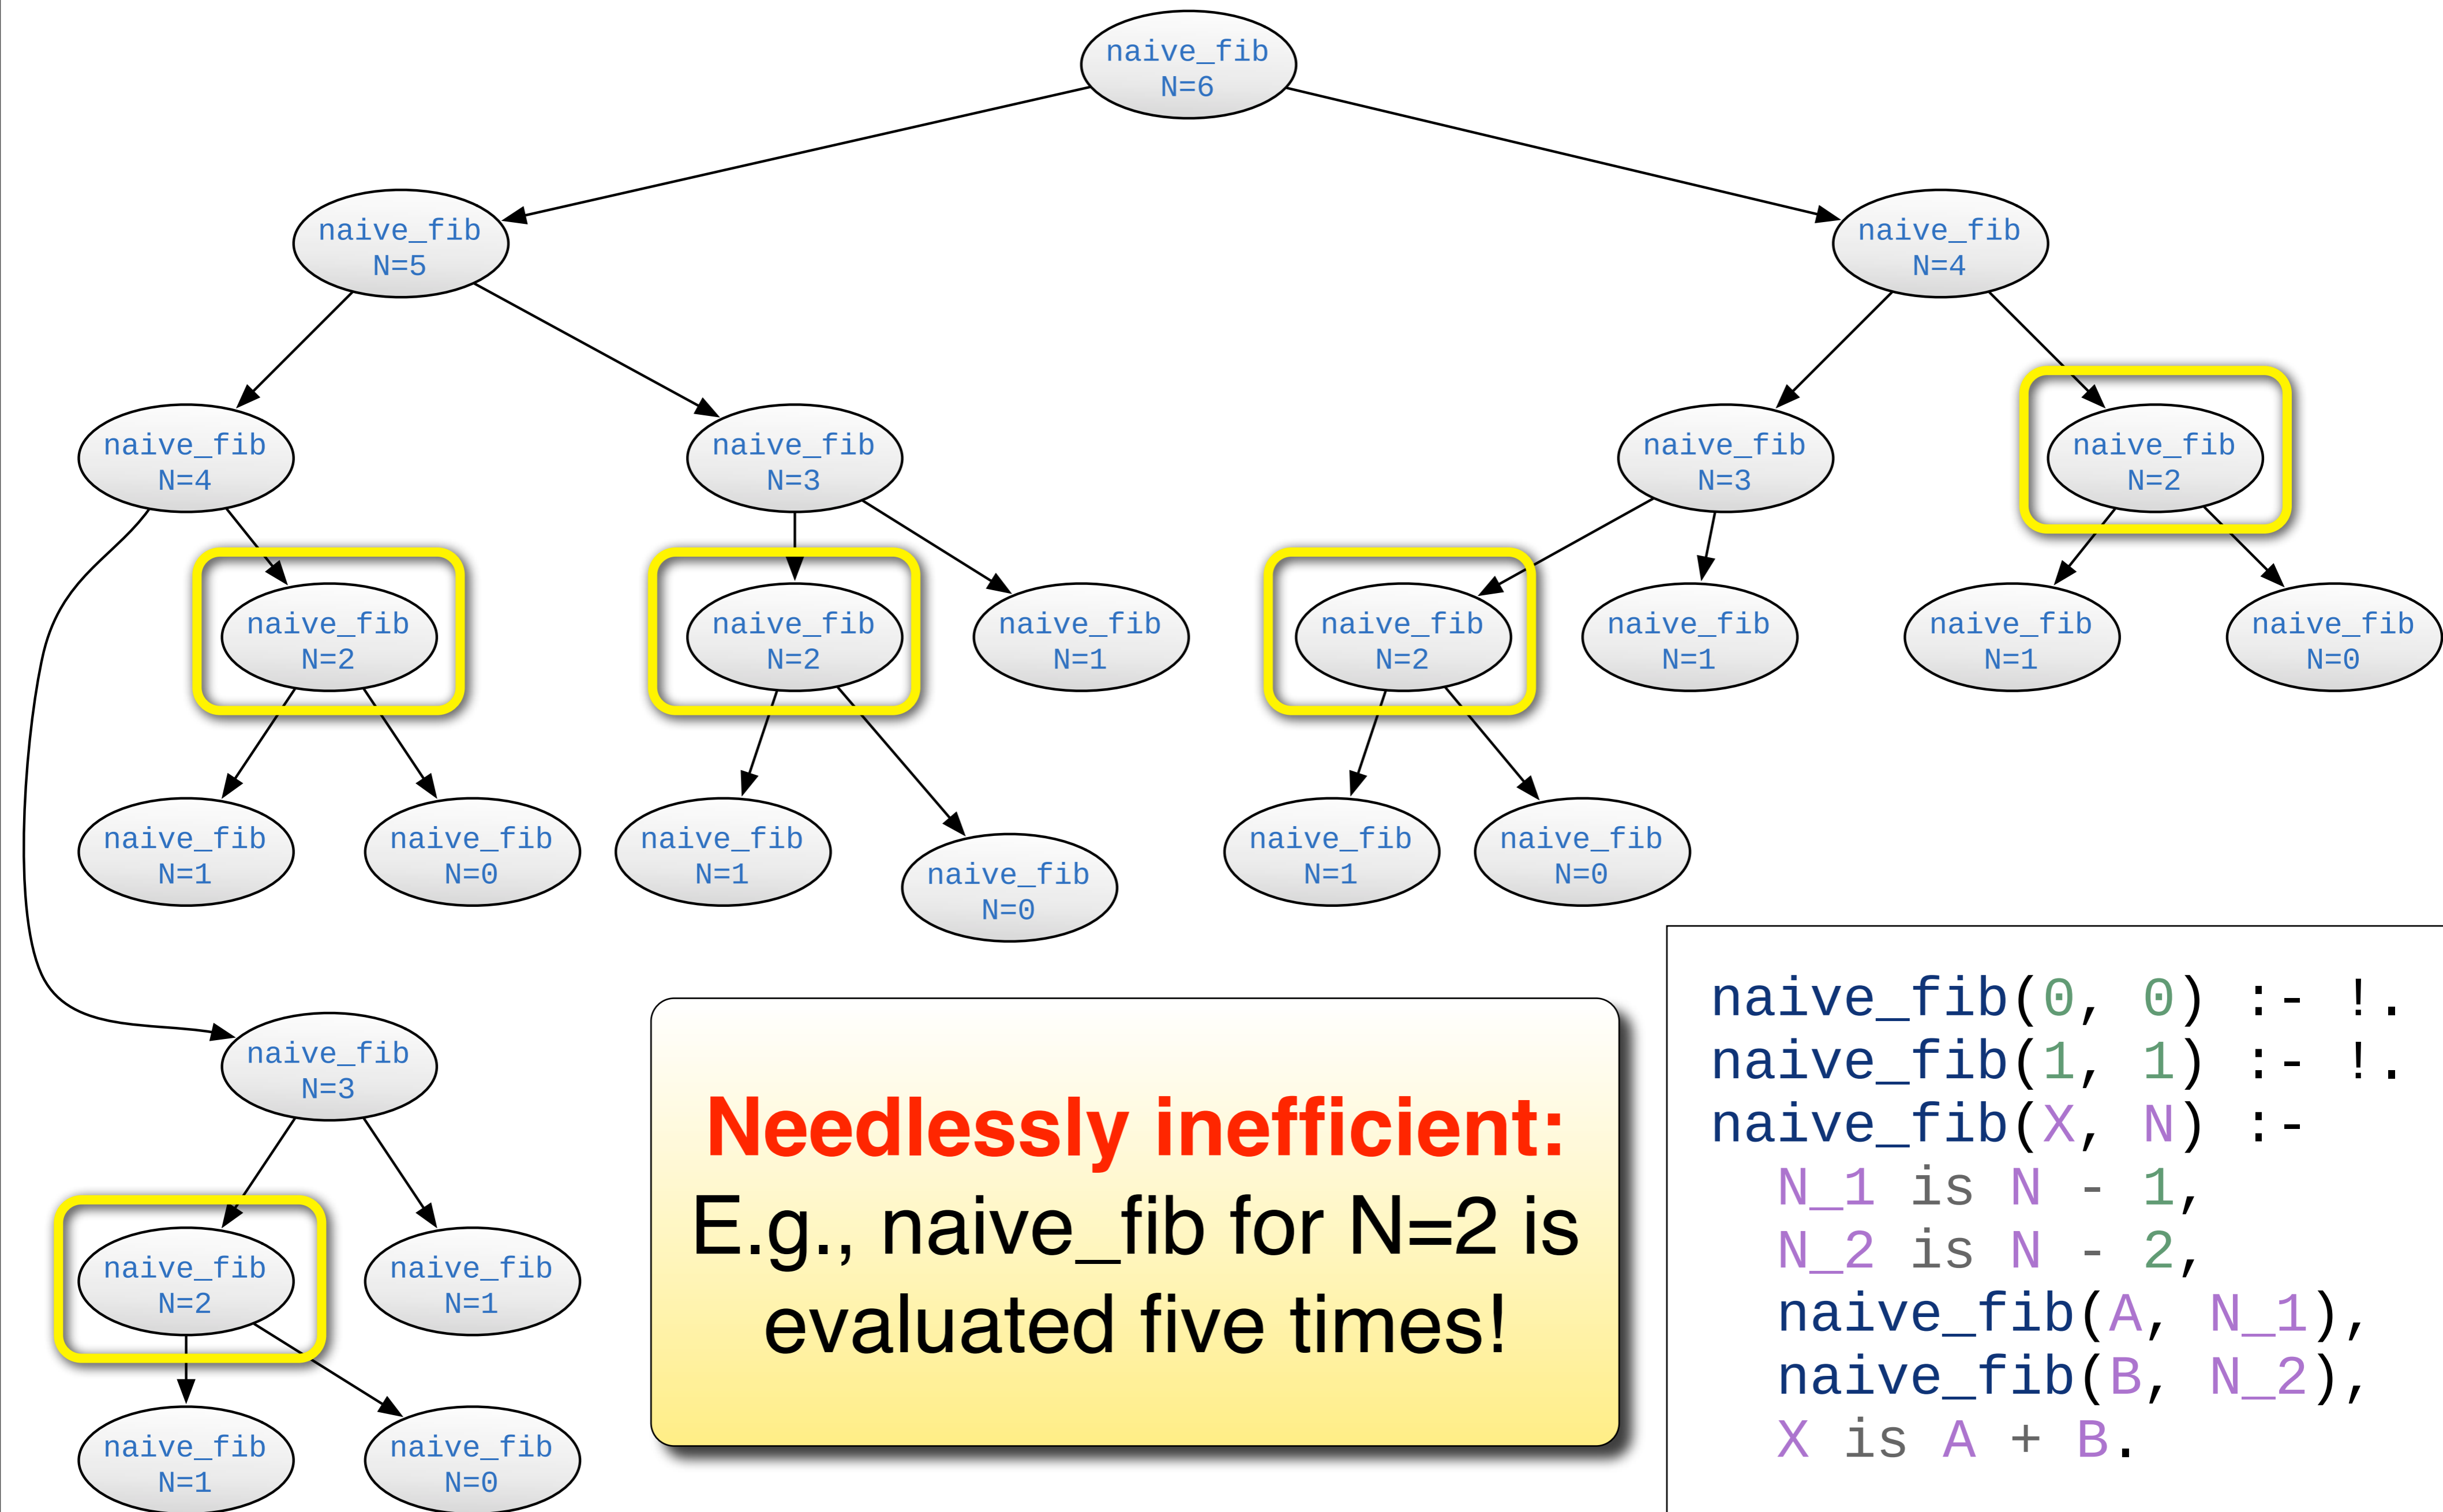 naive_fib
N=6
naive_fib
N=5
naive_fib
N=4
naive_fib
N=4
naive_fib
N=3
naive_fib
N=3
naive_fib
N=2
naive_fib
N=2
naive_fib
N=2
naive_fib
N=1
naive_fib
N=2
naive_fib
N=1
naive_fib
N=1
naive_fib
N=0
naive_fib
N=1
naive_fib
N=0
naive_fib
N=1
naive_fib
N=0
naive_fib
N=1
naive_fib
N=0
naive_fib
N=3
naive_fib
N=2
naive_fib
N=1
naive_fib
N=1
naive_fib
N=0
Needlessly inefficient:
E.g., naive_fib for N=2 is
evaluated five times!
naive_fib(0, 0) :- !.
naive_fib(1, 1) :- !.
naive_fib(X, N) :-
N_1 is N - 1,
N_2 is N - 2,
naive_fib(A, N_1),
naive_fib(B, N_2),
X is A + B.